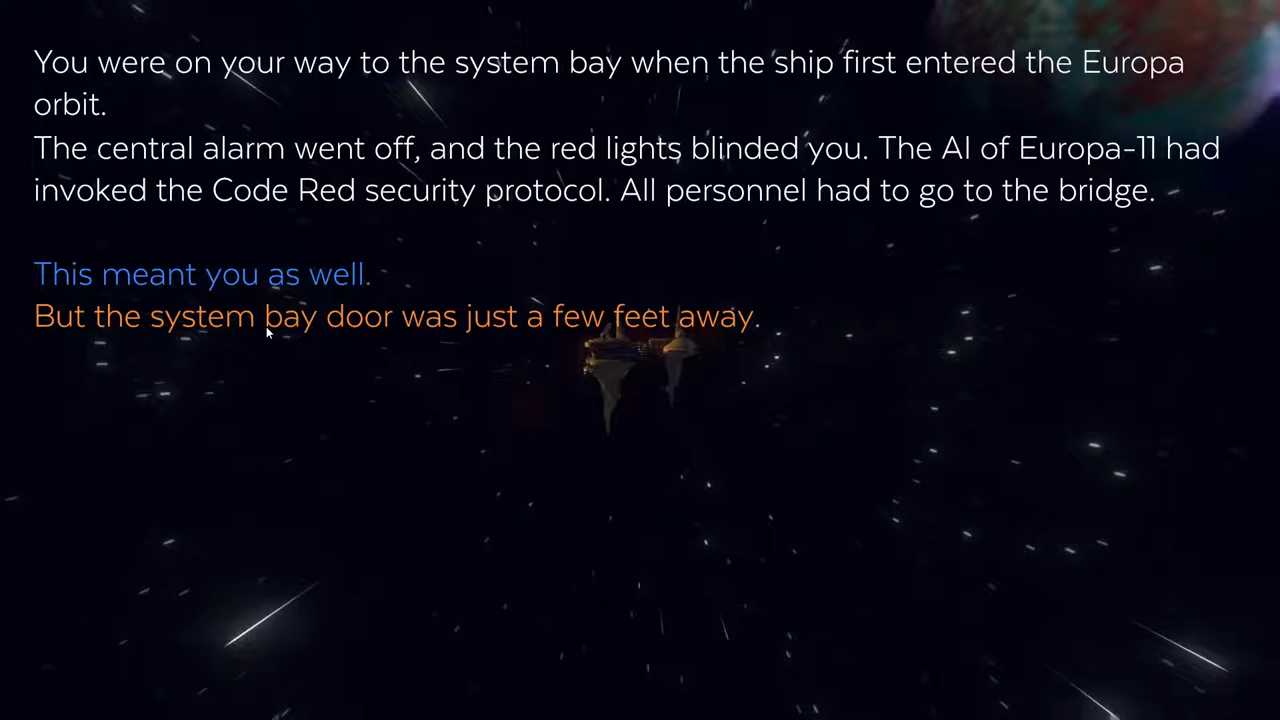 You were on your way to the system bay when the ship first entered the Europa
orbit.
The central alarm went off, and the red lights blinded you. The AI of Europa-11 had
invoked the Code Red security protocol. All personnel had to go to the bridge.
This meant you as well.
But the system bay door was just a few feet away.